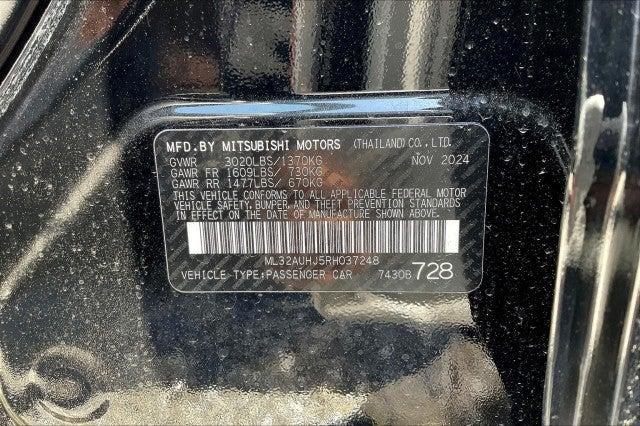 MFD.BY MITSUBISHI MOTORS (THAILAND) CO.,LTD.
GVWR 3020LBS/1370KG NOV 2024
GAWR FR 1609LBS/ 730KG
GAWR RR 1477LBS/ 670KG
THIS VEHICLE CONFORMS TO ALL APPLICABLE FEDERAL MOTOR
VEHICLE SAFETY, BUMPER, AND THEFT PREVENTION STANDARDS
IN EFFECT ON THE DATE OF MANUFACTURE SHOWN ABOVE.
ML32AUHJ5RH037248
VEHICLE TYPE:PASSENGER CAR 7430B 728